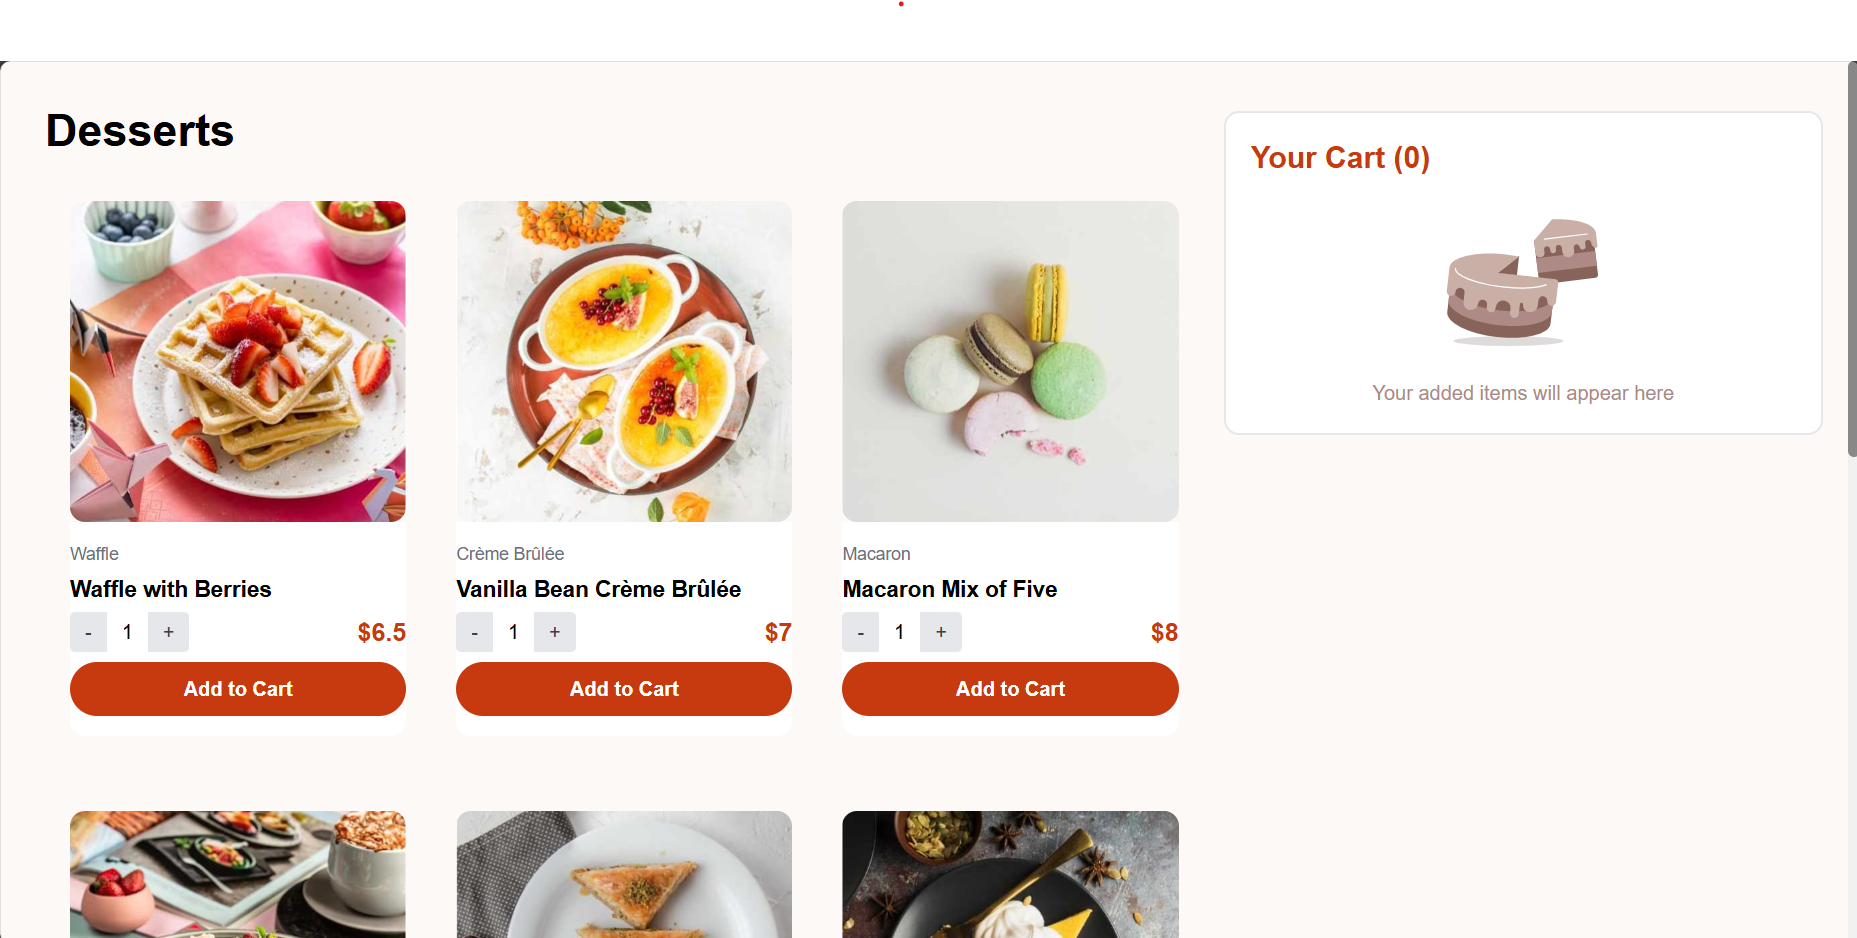 Desserts
Your Cart (0)
Your added items will appear here
Waffle
Waffle with Berries
- 1 + $6.5
Add to Cart
Crème Brûlée
Vanilla Bean Crème Brûlée
- 1 + $7
Add to Cart
Macaron
Macaron Mix of Five
- 1 + $8
Add to Cart